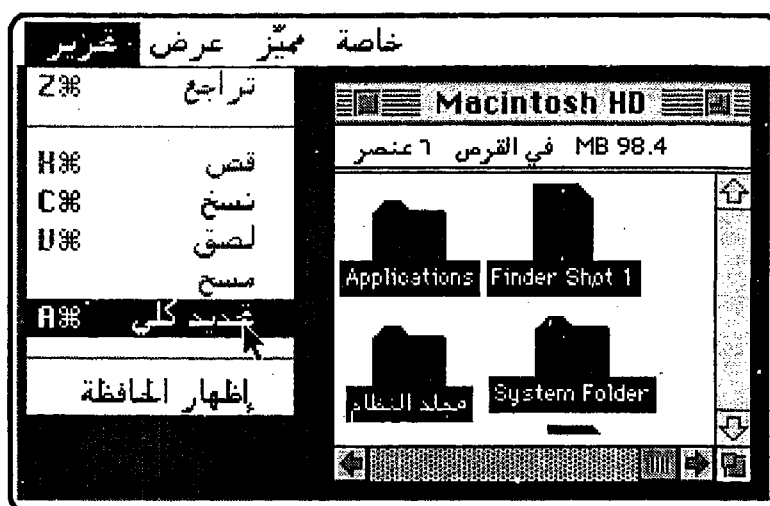 خاصة مميّز عرض تحرير
تراجع ⌘Z
قص ⌘X
نسخ ⌘C
لصق ⌘V
مسح
تحديد كلي ⌘A
إظهار الحافظة
Macintosh HD
٦ عنصر في القرص 98.4 MB
Applications
Finder Shot 1
مجلد النظام
System Folder